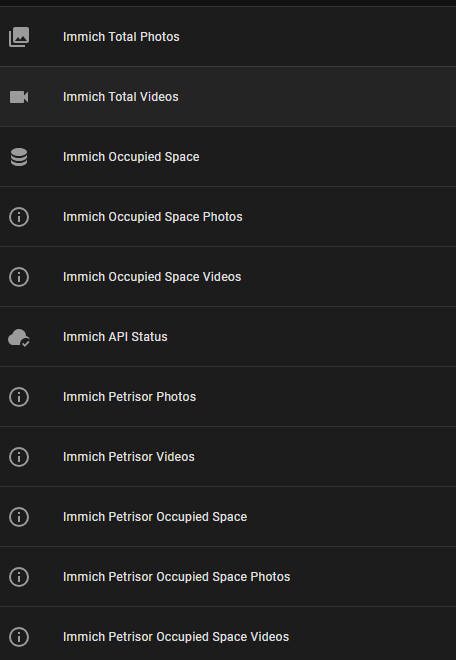 Immich Total Photos
Immich Total Videos
Immich Occupied Space
Immich Occupied Space Photos
Immich Occupied Space Videos
Immich API Status
Immich Petrisor Photos
Immich Petrisor Videos
Immich Petrisor Occupied Space
Immich Petrisor Occupied Space Photos
Immich Petrisor Occupied Space Videos